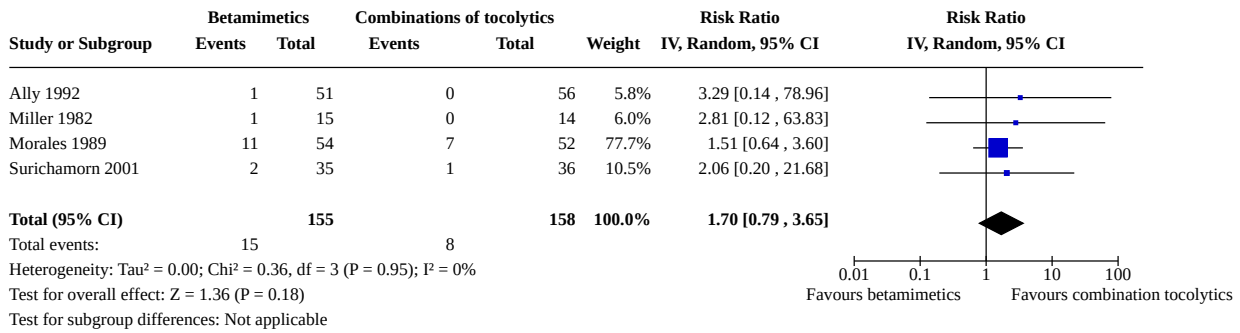 Betamimetics Combinations of tocolytics Risk Ratio Risk Ratio
Study or Subgroup Events Total Events Total Weight IV, Random, 95% CI IV, Random, 95% CI
Ally 1992 1 51 0 56 5.8% 3.29 [0.14 , 78.96]
Miller 1982 1 15 0 14 6.0% 2.81 [0.12 , 63.83]
Morales 1989 11 54 7 52 77.7% 1.51 [0.64 , 3.60]
Surichamorn 2001 2 35 1 36 10.5% 2.06 [0.20 , 21.68]
Total (95% CI) 155 158 100.0% 1.70 [0.79 , 3.65]
Total events: 15 8
Heterogeneity: Tau² = 0.00; Chi² = 0.36, df = 3 (P = 0.95); I² = 0%
0.01 0.1 1 10 100
Test for overall effect: Z = 1.36 (P = 0.18) Favours betamimetics Favours combination tocolytics
Test for subgroup differences: Not applicable